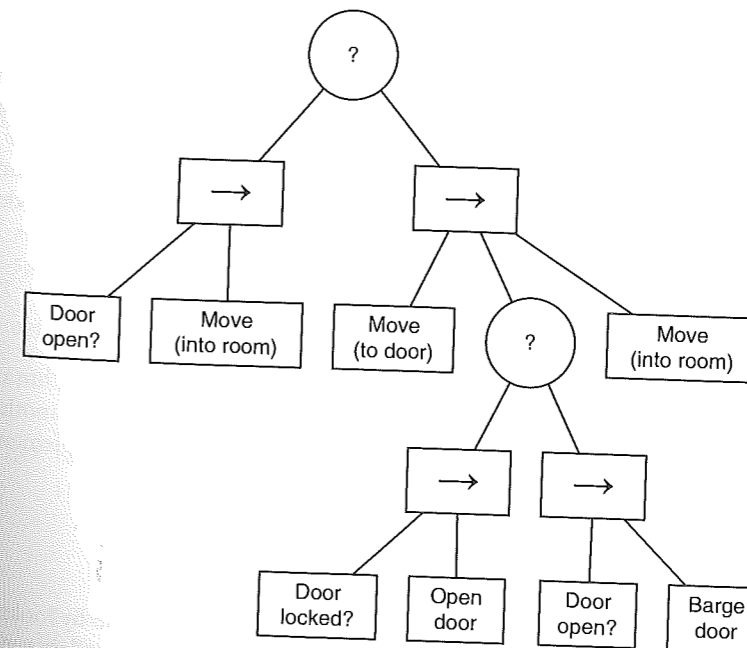 ?
→
→
Door
open?
Move
(into room)
Move
(to door)
?
Move
(into room)
→
→
Door
locked?
Open
door
Door
open?
Barge
door